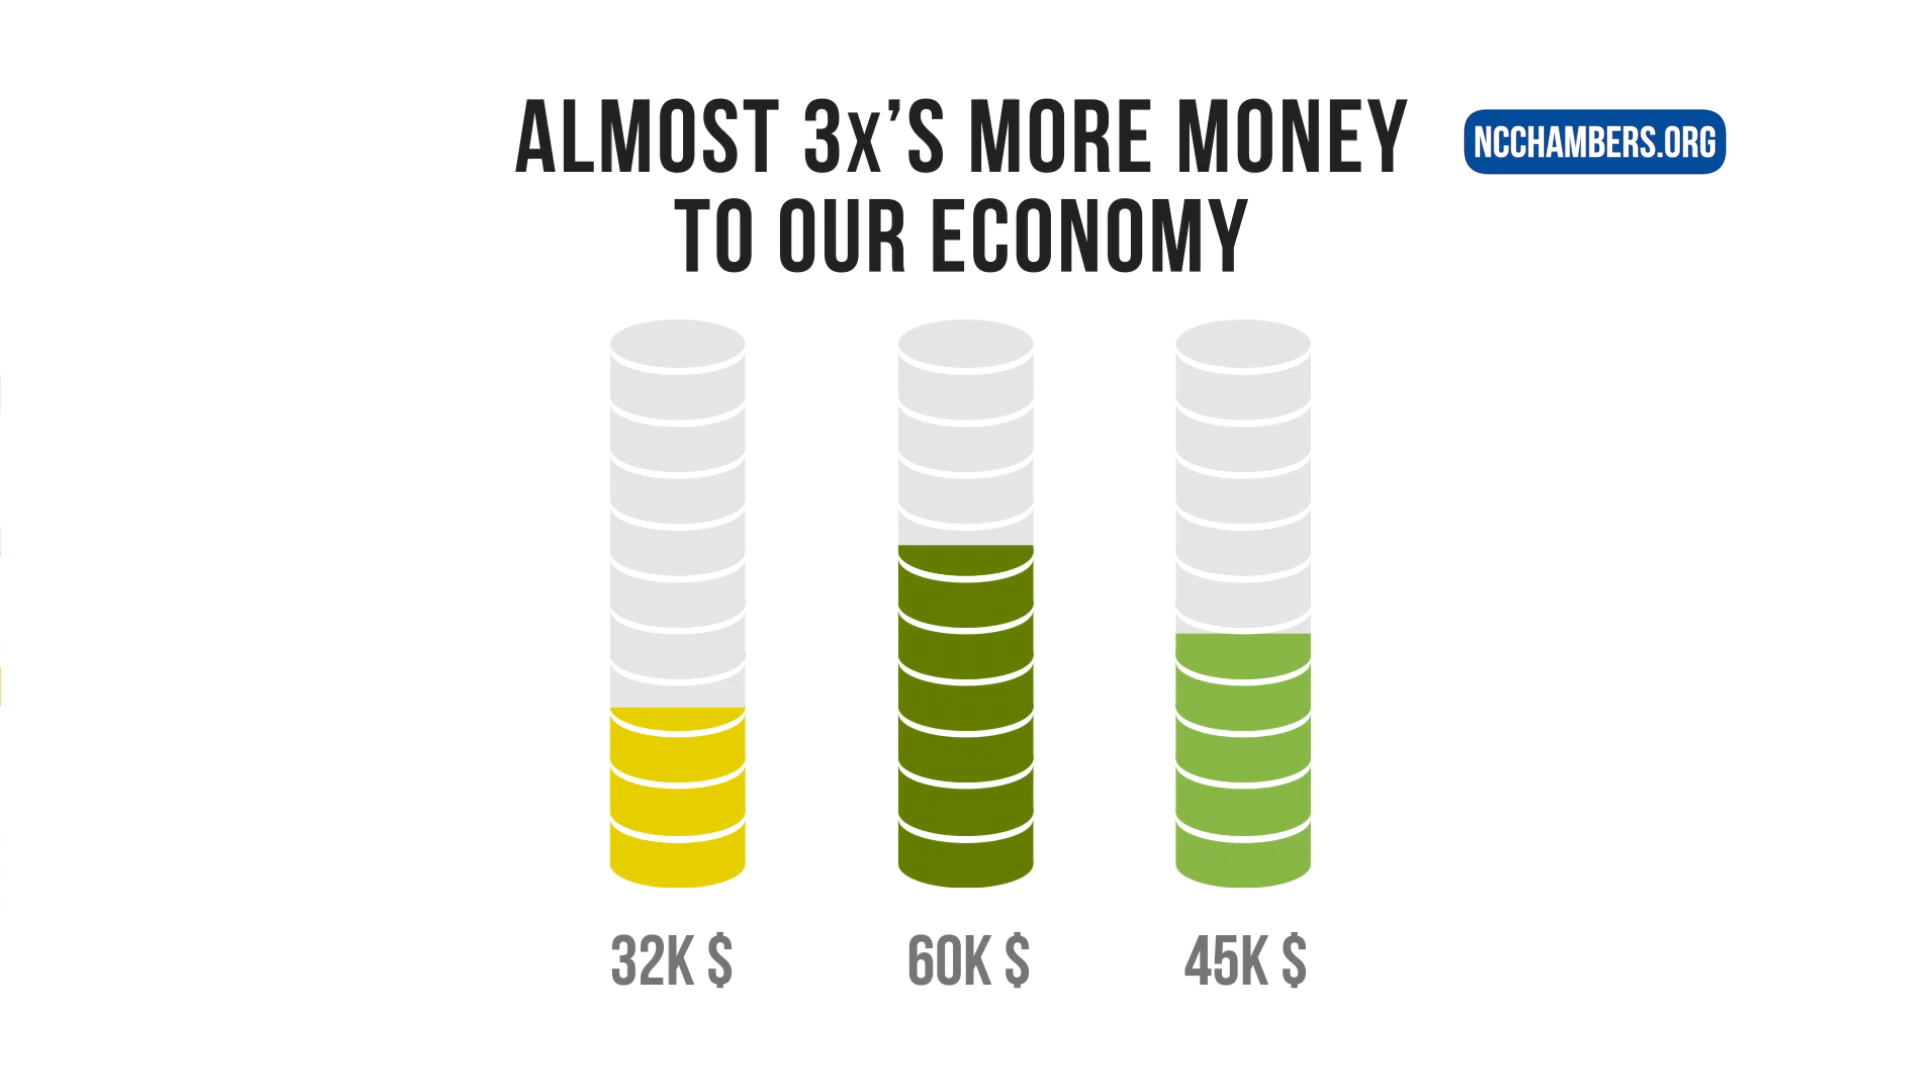 ALMOST 3x’S MORE MONEY
TO OUR ECONOMY
NCCHAMBERS.ORG
32K $
60K $
45K $